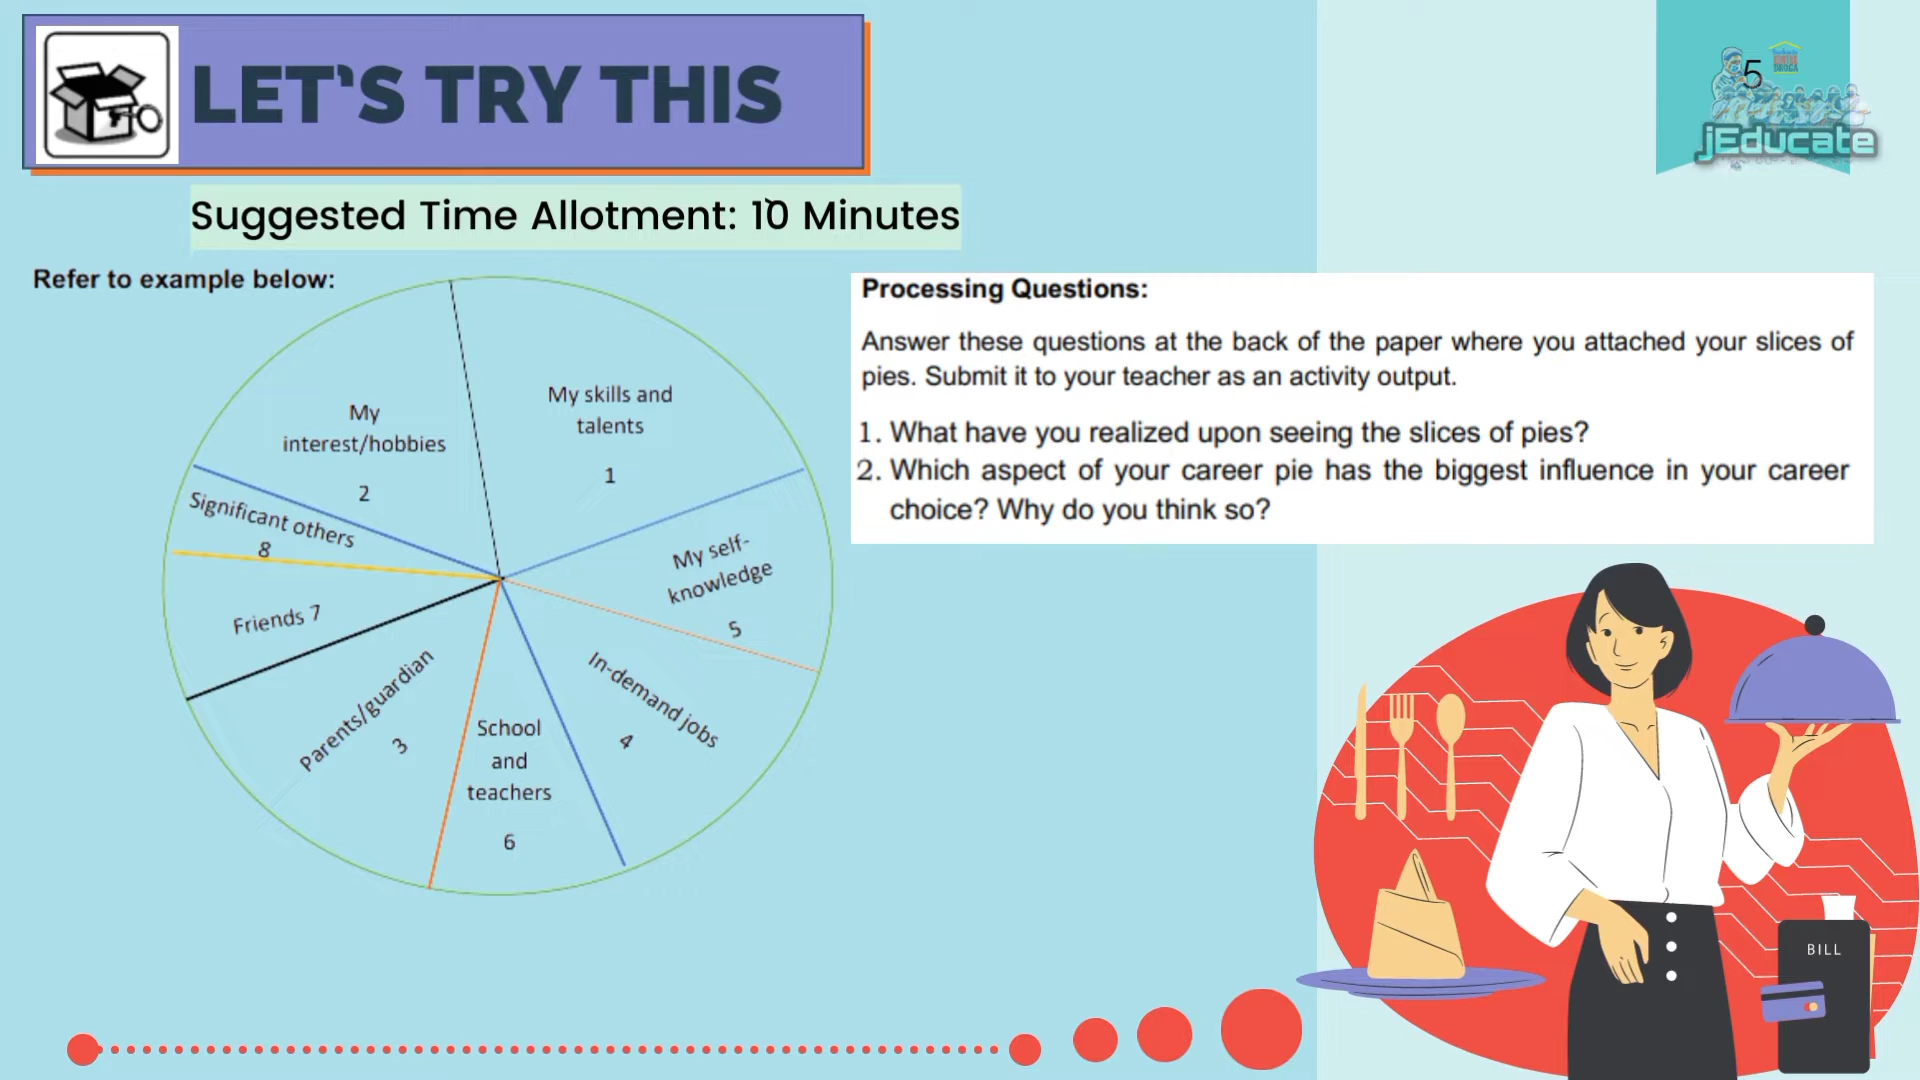 LET'S TRY THIS
5
jEducate
Suggested Time Allotment: 10 Minutes
Refer to example below:
My
interest/hobbies
2
My skills and
talents
1
Significant others
8
My self-
knowledge
5
Friends 7
Parents/guardian
3
School
and
teachers
6
In-demand jobs
4
Processing Questions:
Answer these questions at the back of the paper where you attached your slices of
pies. Submit it to your teacher as an activity output.
1. What have you realized upon seeing the slices of pies?
2. Which aspect of your career pie has the biggest influence in your career
choice? Why do you think so?
BILL